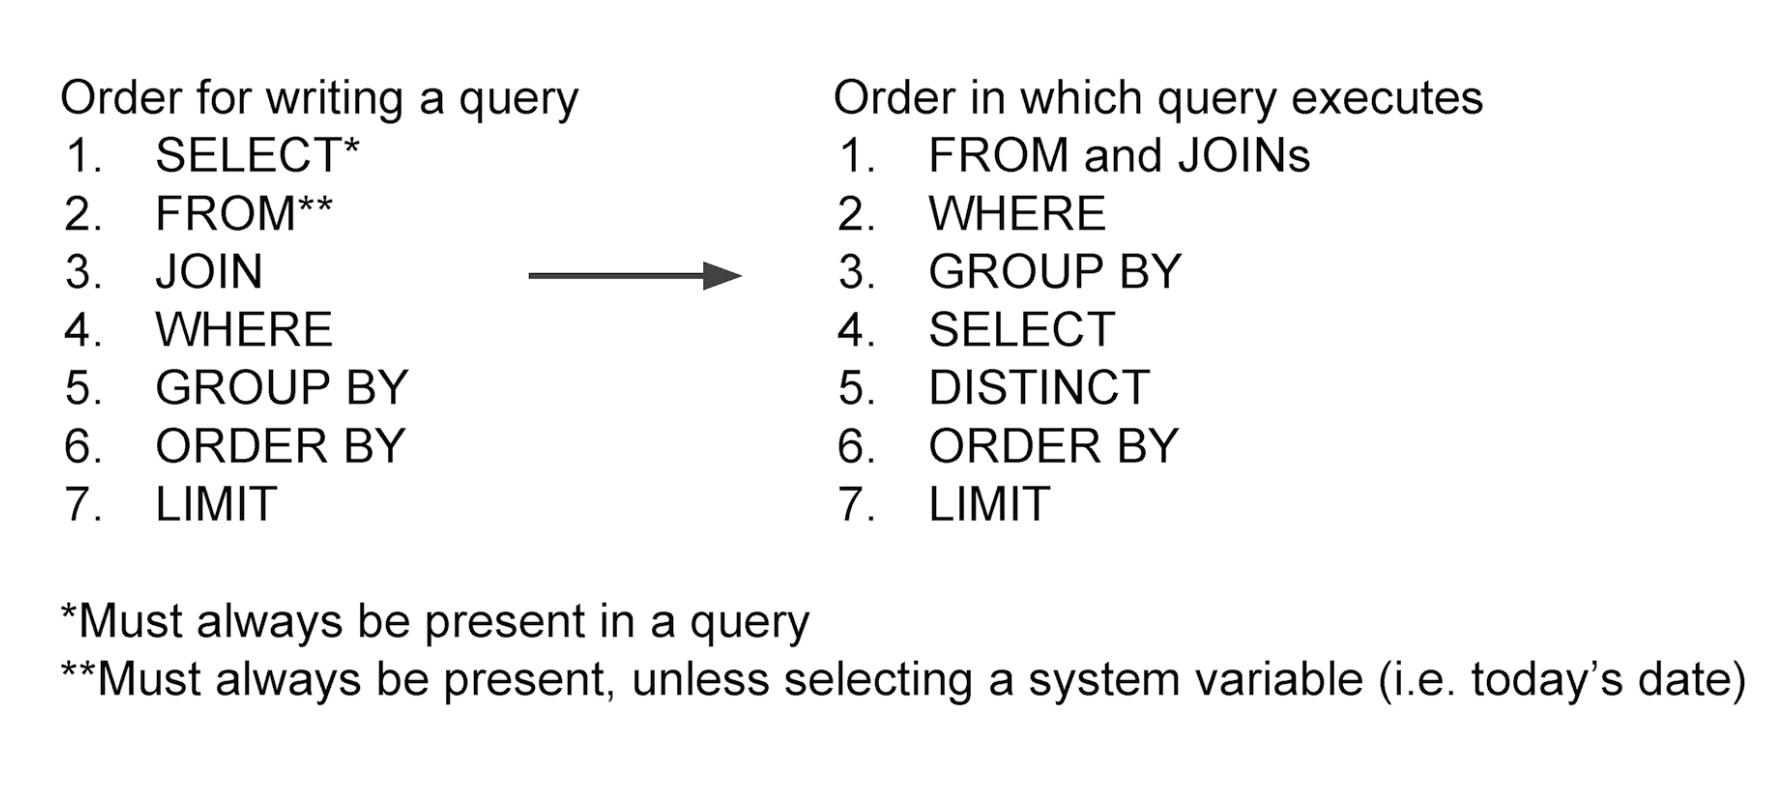 Order for writing a query
1. SELECT*
2. FROM**
3. JOIN
4. WHERE
5. GROUP BY
6. ORDER BY
7. LIMIT
Order in which query executes
1. FROM and JOINs
2. WHERE
3. GROUP BY
4. SELECT
5. DISTINCT
6. ORDER BY
7. LIMIT
*Must always be present in a query
**Must always be present, unless selecting a system variable (i.e. today’s date)